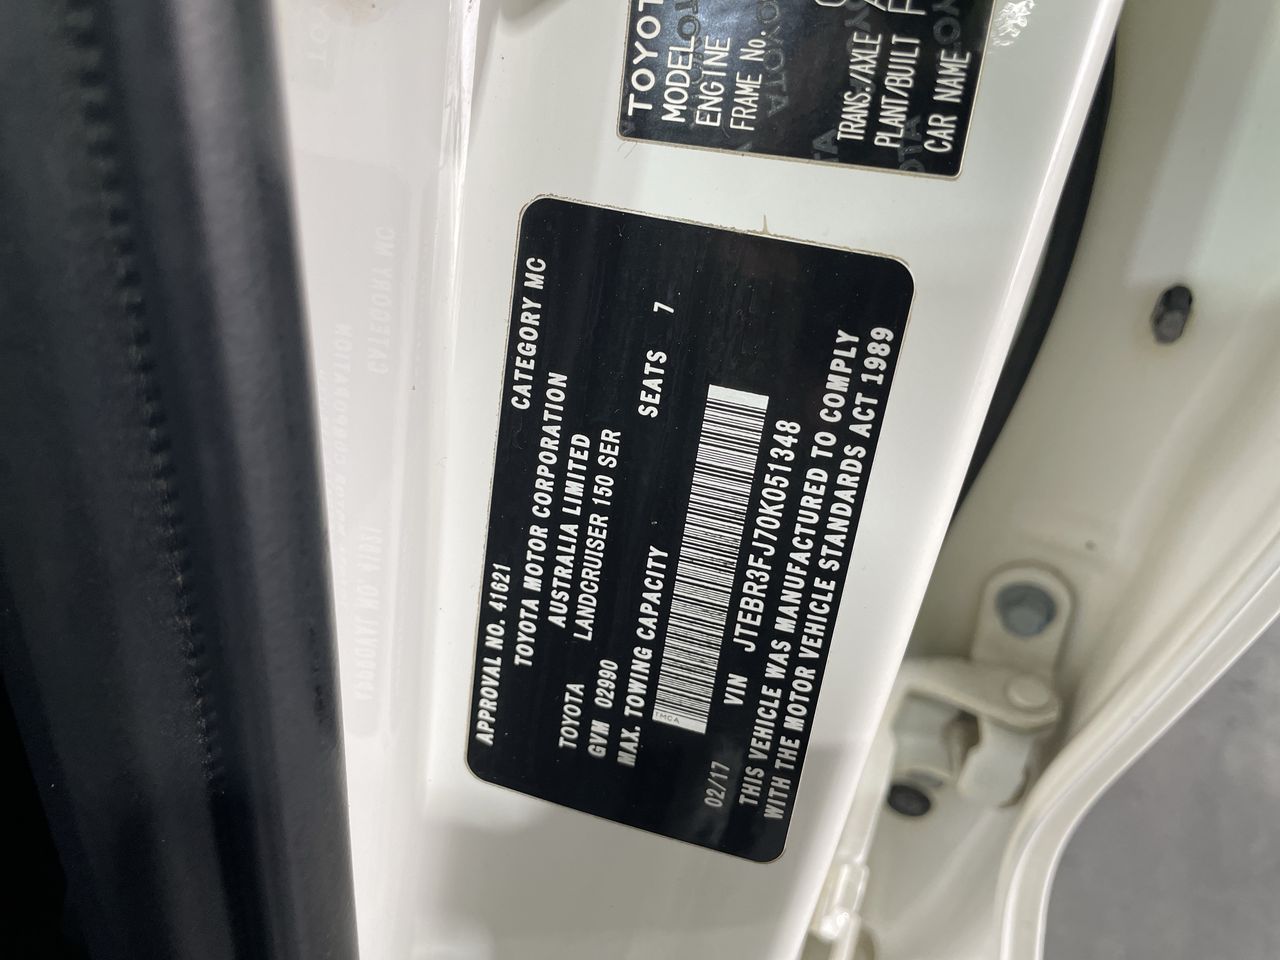 TOYOTA
MODEL
ENGINE
FRAME No.
TRANS./AXLE
PLANT/BUILT
CAR NAME
APPROVAL NO. 41621 CATEGORY MC
TOYOTA MOTOR CORPORATION
AUSTRALIA LIMITED
TOYOTA LANDCRUISER 150 SER
GVM 02990
MAX. TOWING CAPACITY SEATS 7
TMCA
02/17 VIN JTEBR3FJ70K051348
THIS VEHICLE WAS MANUFACTURED TO COMPLY
WITH THE MOTOR VEHICLE STANDARDS ACT 1989